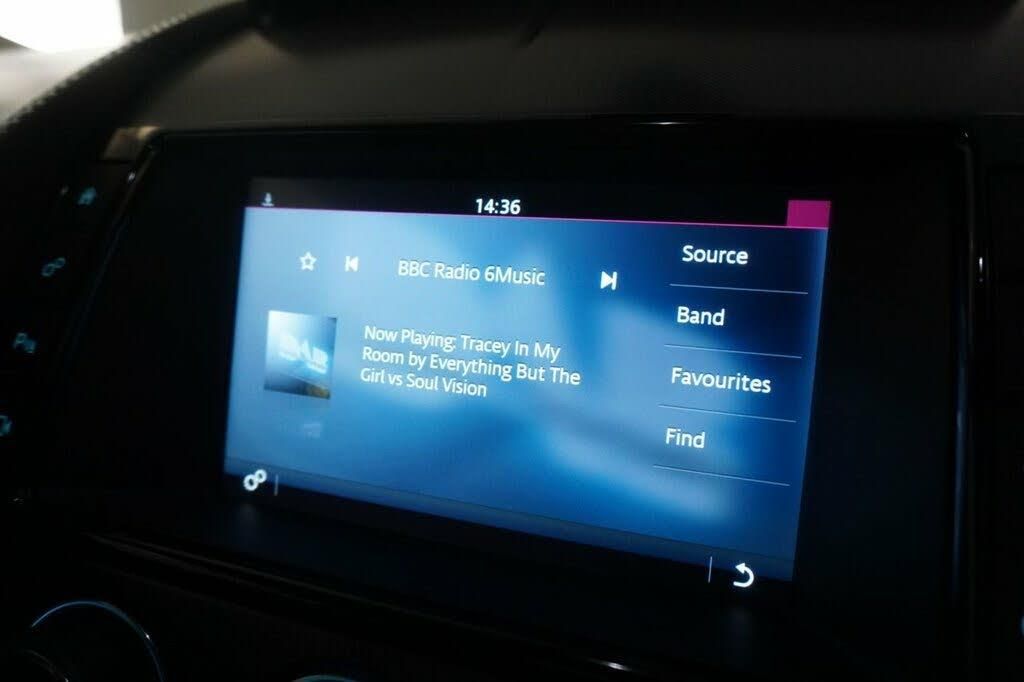 14:36
BBC Radio 6Music
Now Playing: Tracey In My
Room by Everything But The
Girl vs Soul Vision
Source
Band
Favourites
Find